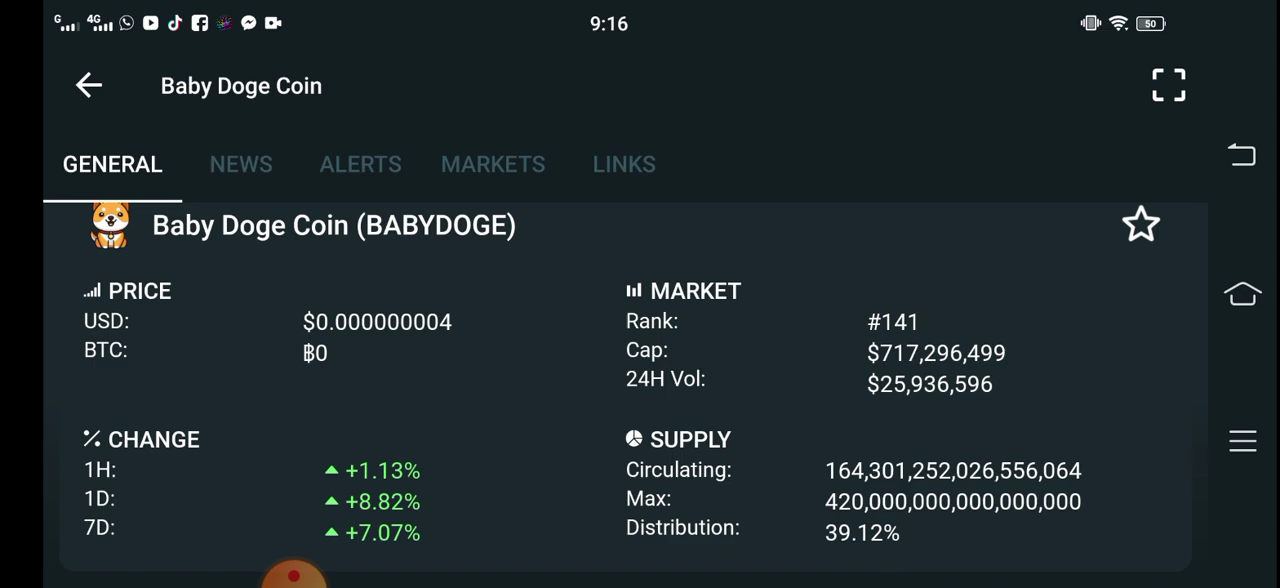 G 4G 9:16 50
Baby Doge Coin
GENERAL NEWS ALERTS MARKETS LINKS
Baby Doge Coin (BABYDOGE)
PRICE
USD: $0.000000004
BTC: ฿0
MARKET
Rank: #141
Cap: $717,296,499
24H Vol: $25,936,596
CHANGE
1H: +1.13%
1D: +8.82%
7D: +7.07%
SUPPLY
Circulating: 164,301,252,026,556,064
Max: 420,000,000,000,000,000
Distribution: 39.12%